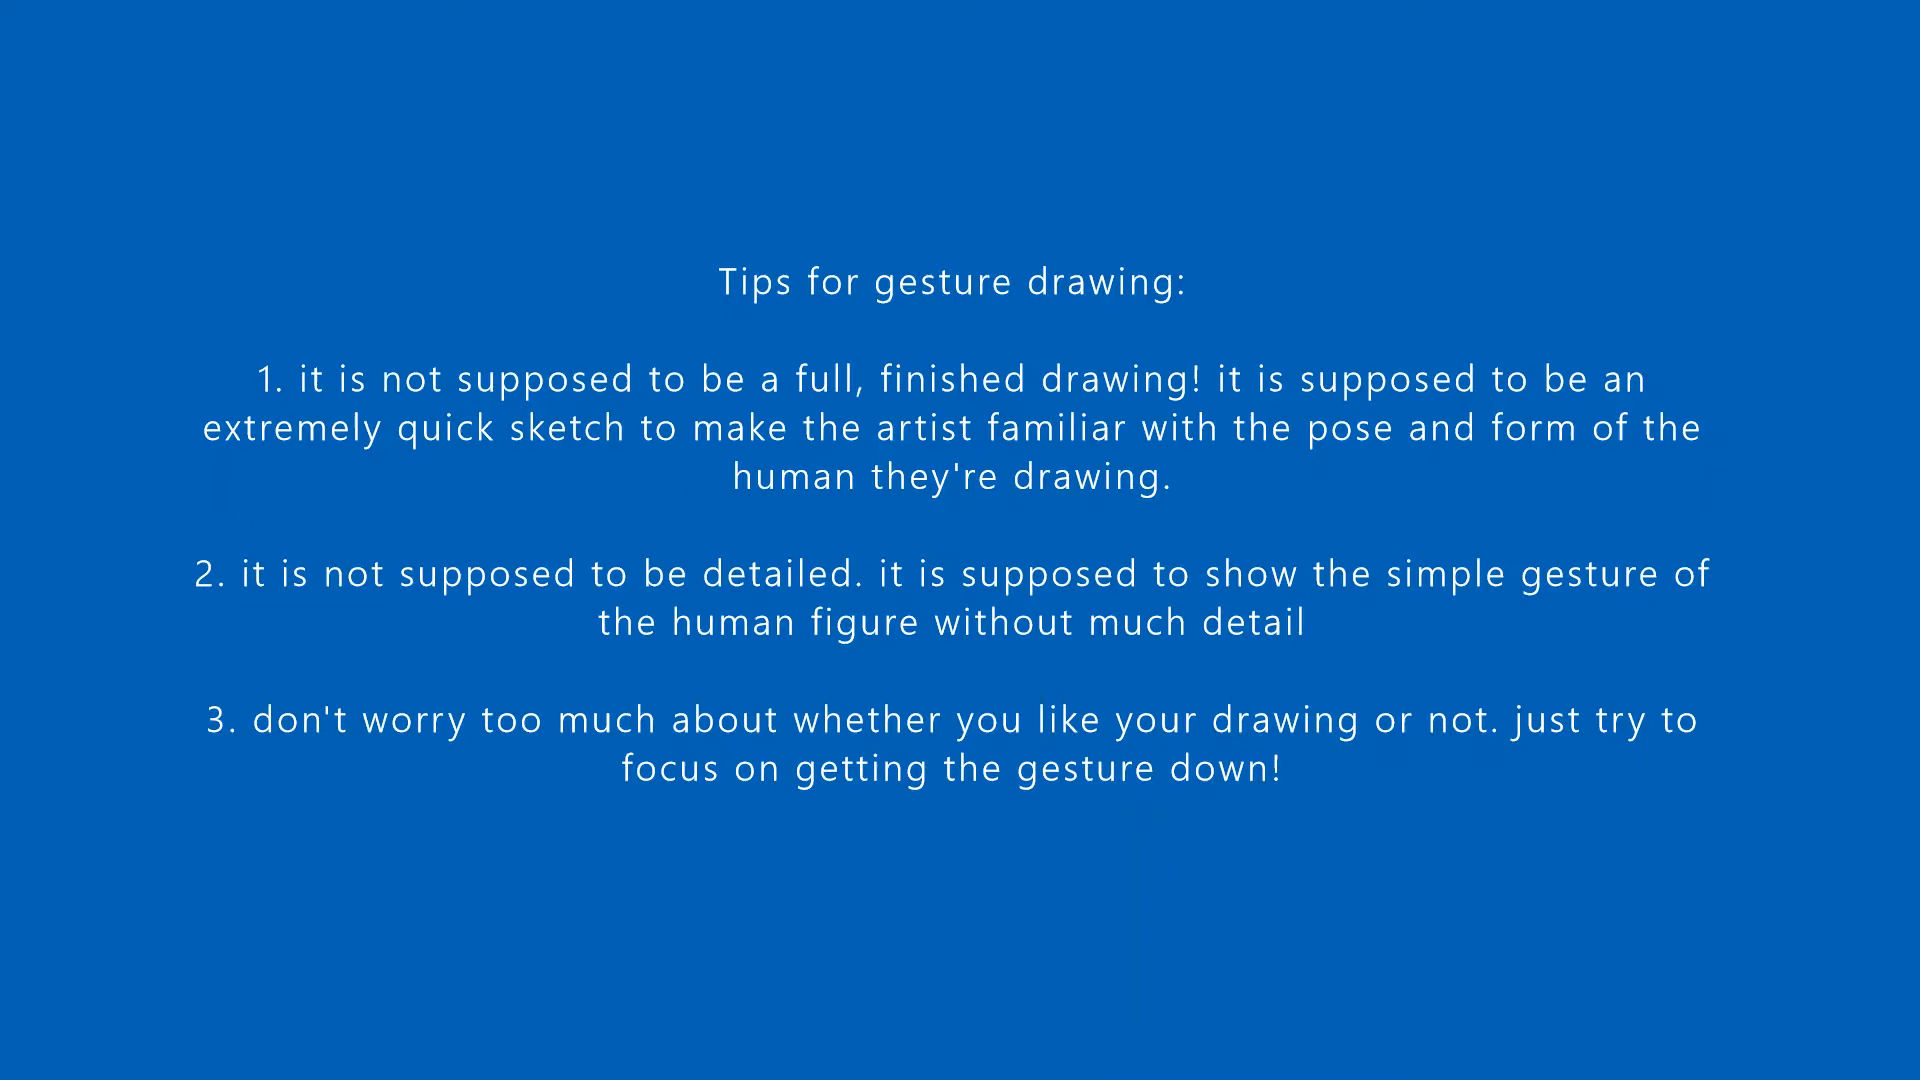 Tips for gesture drawing:
1. it is not supposed to be a full, finished drawing! it is supposed to be an
extremely quick sketch to make the artist familiar with the pose and form of the
human they're drawing.
2. it is not supposed to be detailed. it is supposed to show the simple gesture of
the human figure without much detail
3. don't worry too much about whether you like your drawing or not. just try to
focus on getting the gesture down!